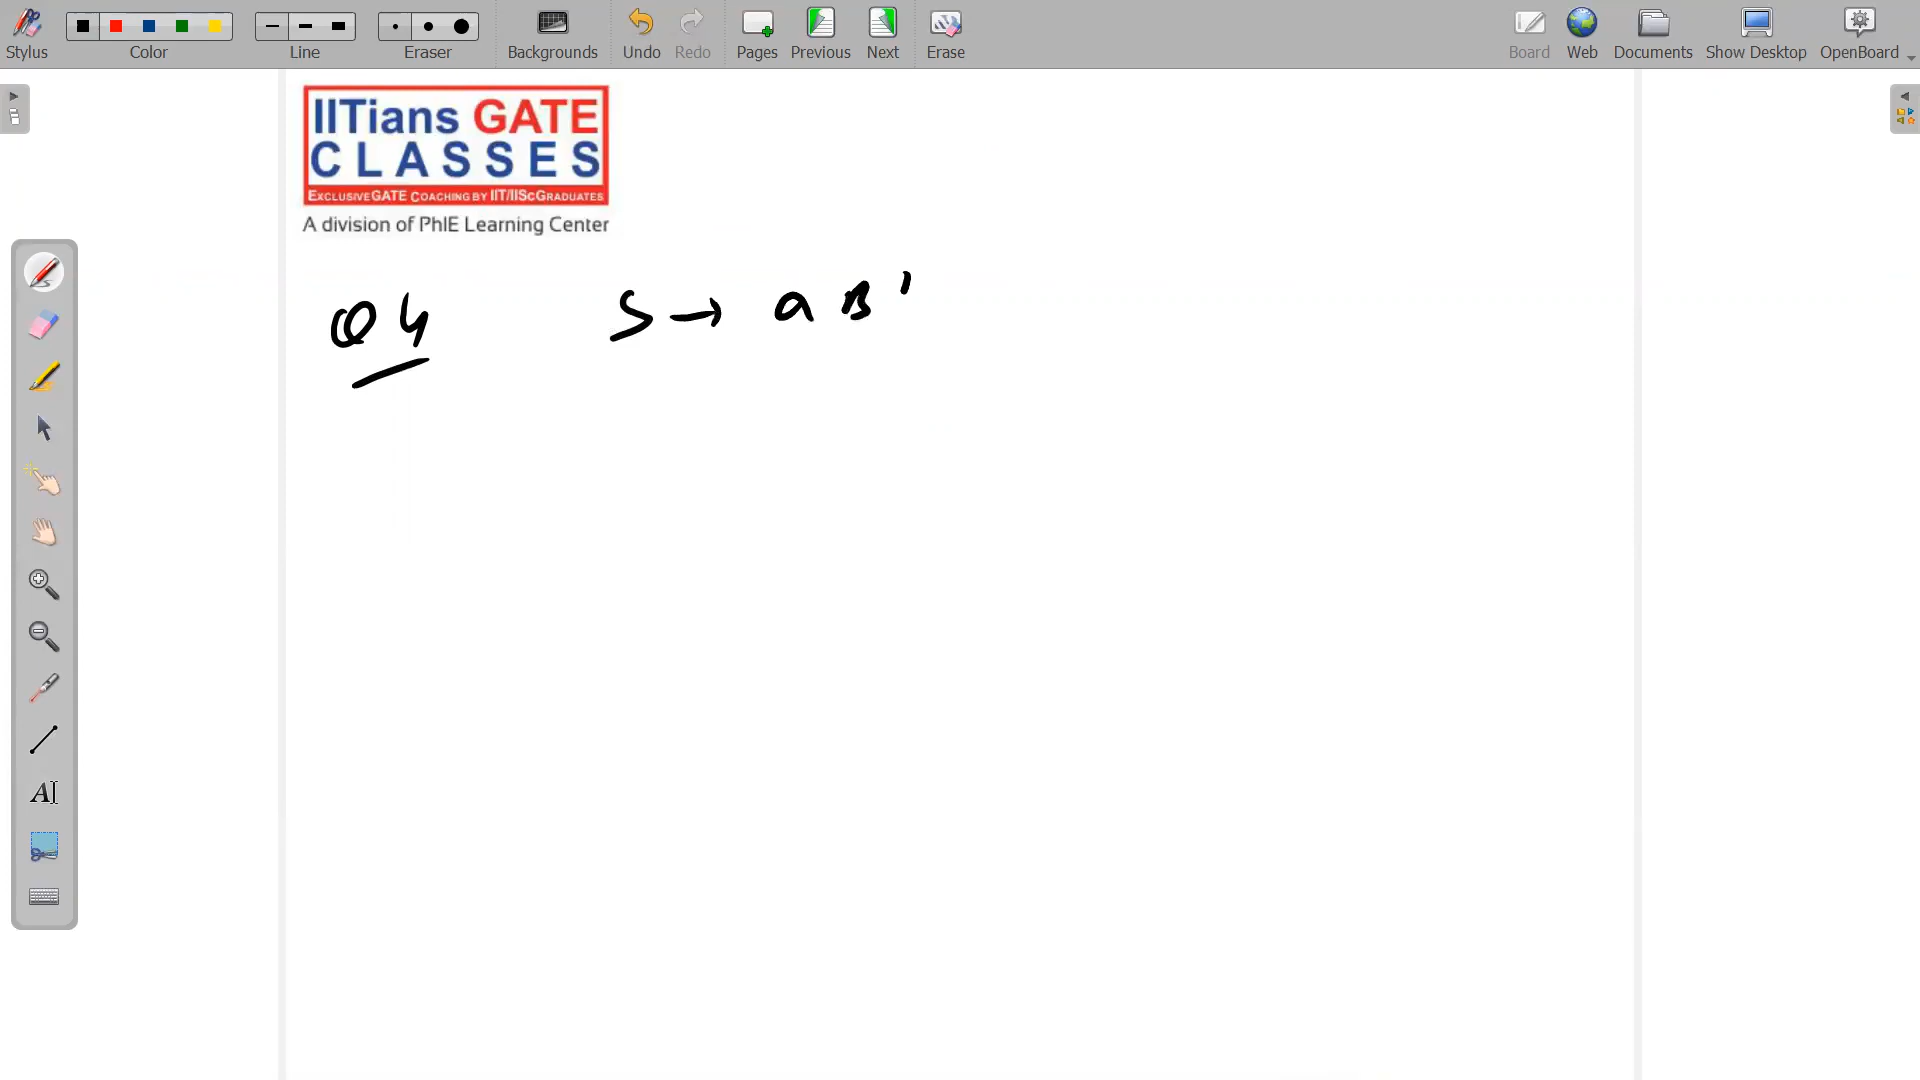 Stylus Color Line Eraser Backgrounds Undo Redo Pages Previous Next Erase Board Web Documents Show Desktop OpenBoard
IITians GATE
CLASSES
EXCLUSIVE GATE COACHING BY IIT/IISc GRADUATES
A division of PhIE Learning Center
Q4 S → a B '